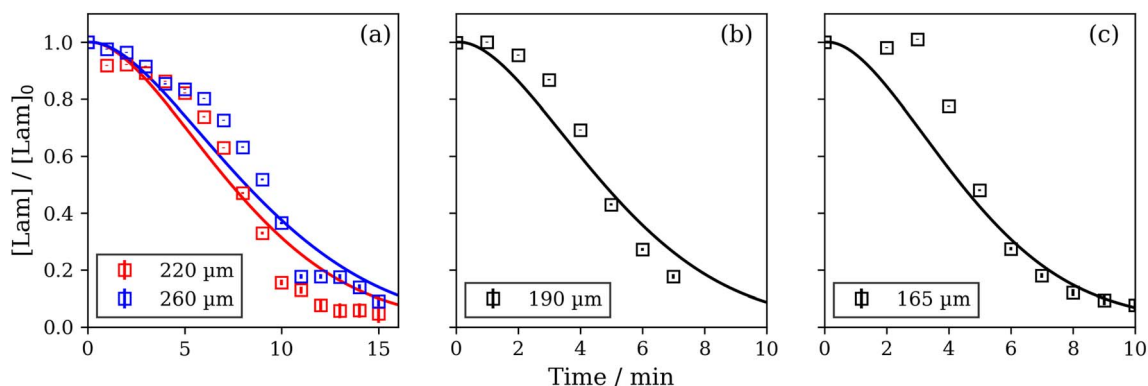 (a) (b) (c)
[Lam] / [Lam]₀
1.0
0.8
0.6
0.4
0.2
0.0
220 µm
260 µm
190 µm
165 µm
0 5 10 15 0 2 4 6 8 10 0 2 4 6 8 10
Time / min